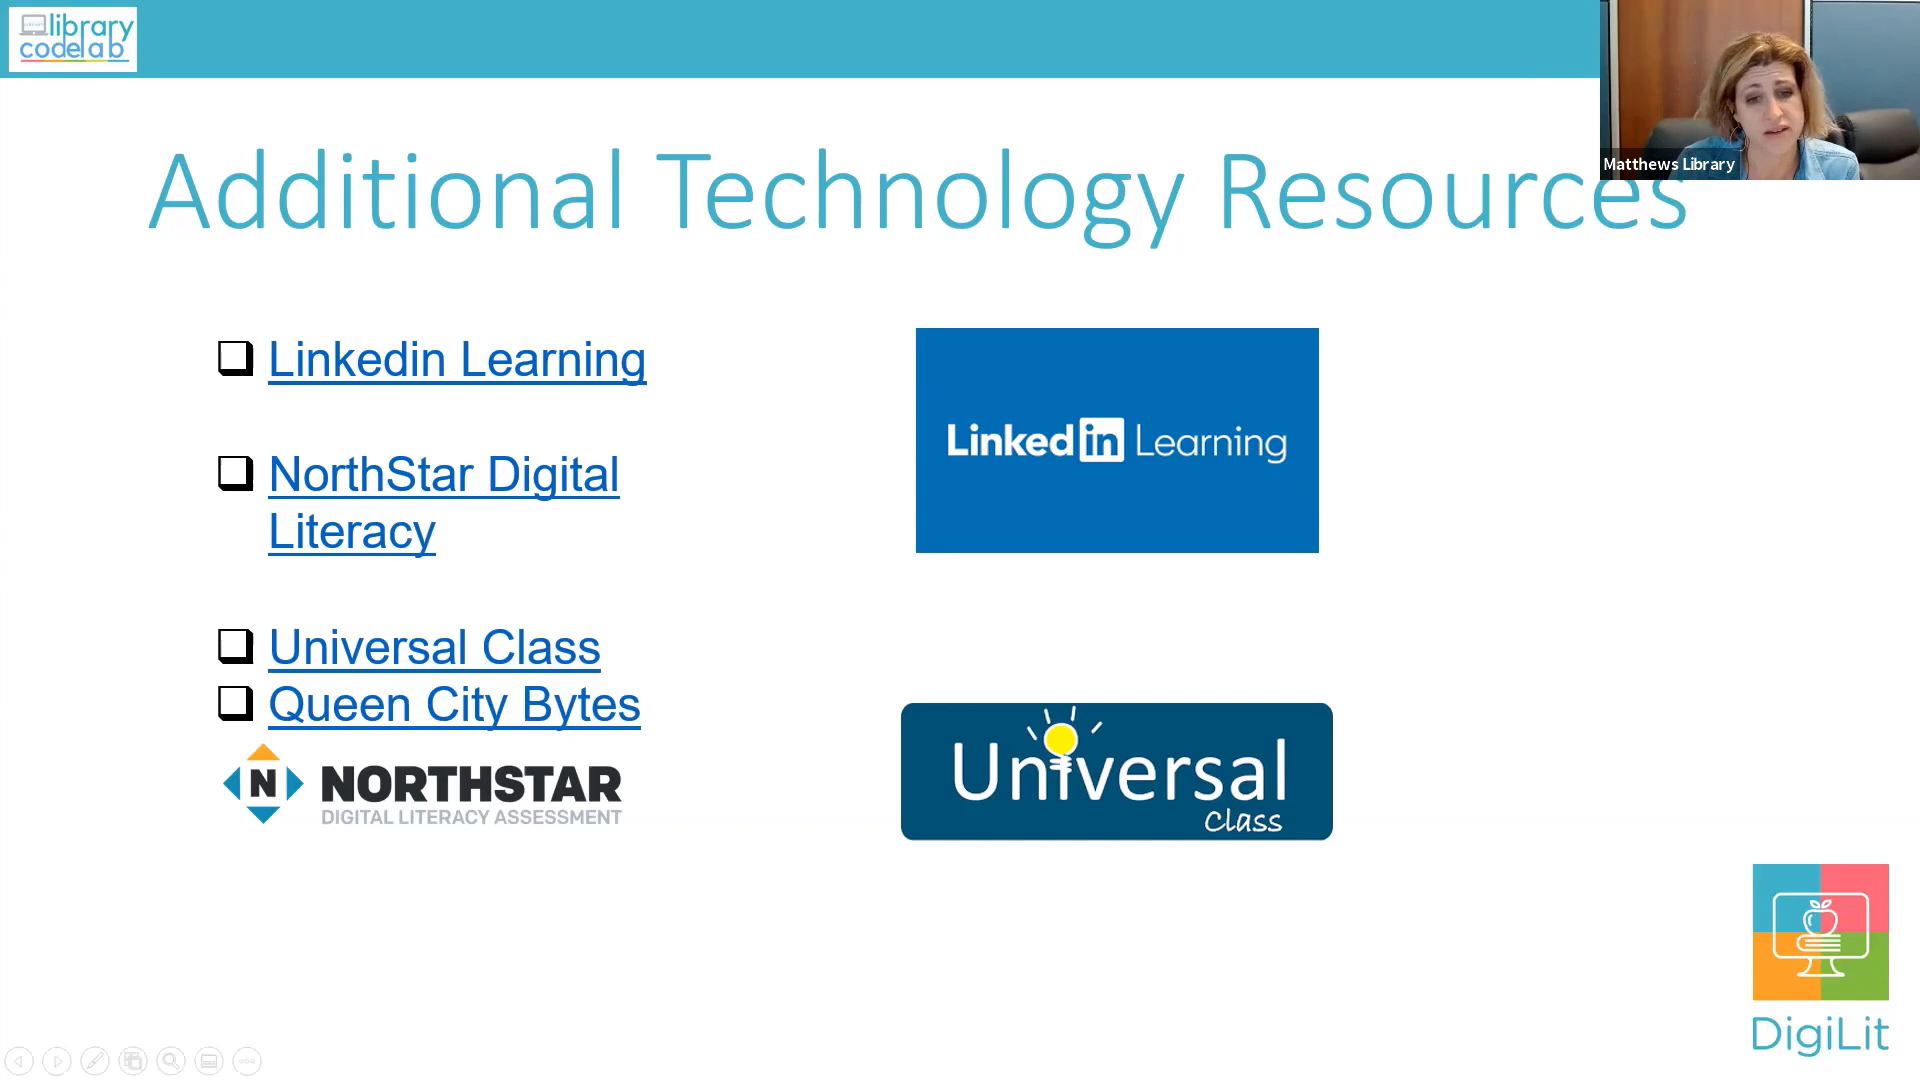 library
codelab
Matthews Library
Additional Technology Resources
Linkedin Learning
NorthStar Digital
Literacy
Universal Class
Queen City Bytes
NORTHSTAR
DIGITAL LITERACY ASSESSMENT
N
Linked in Learning
Universal
Class
DigiLit